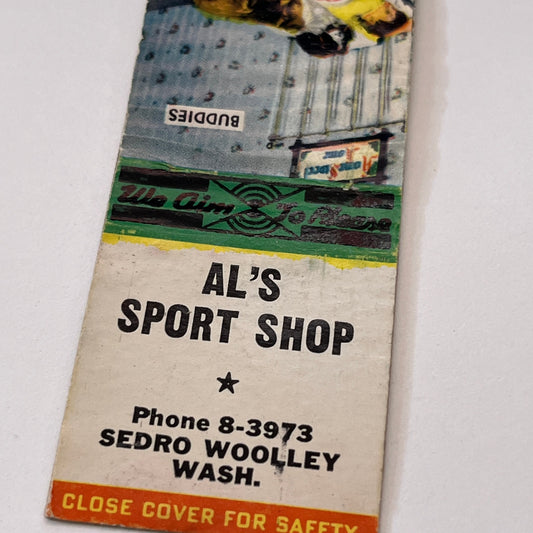 BUDDIES
We Aim To Please
AL'S
SPORT SHOP
Phone 8-3973
SEDRO WOOLLEY
WASH.
CLOSE COVER FOR SAFETY